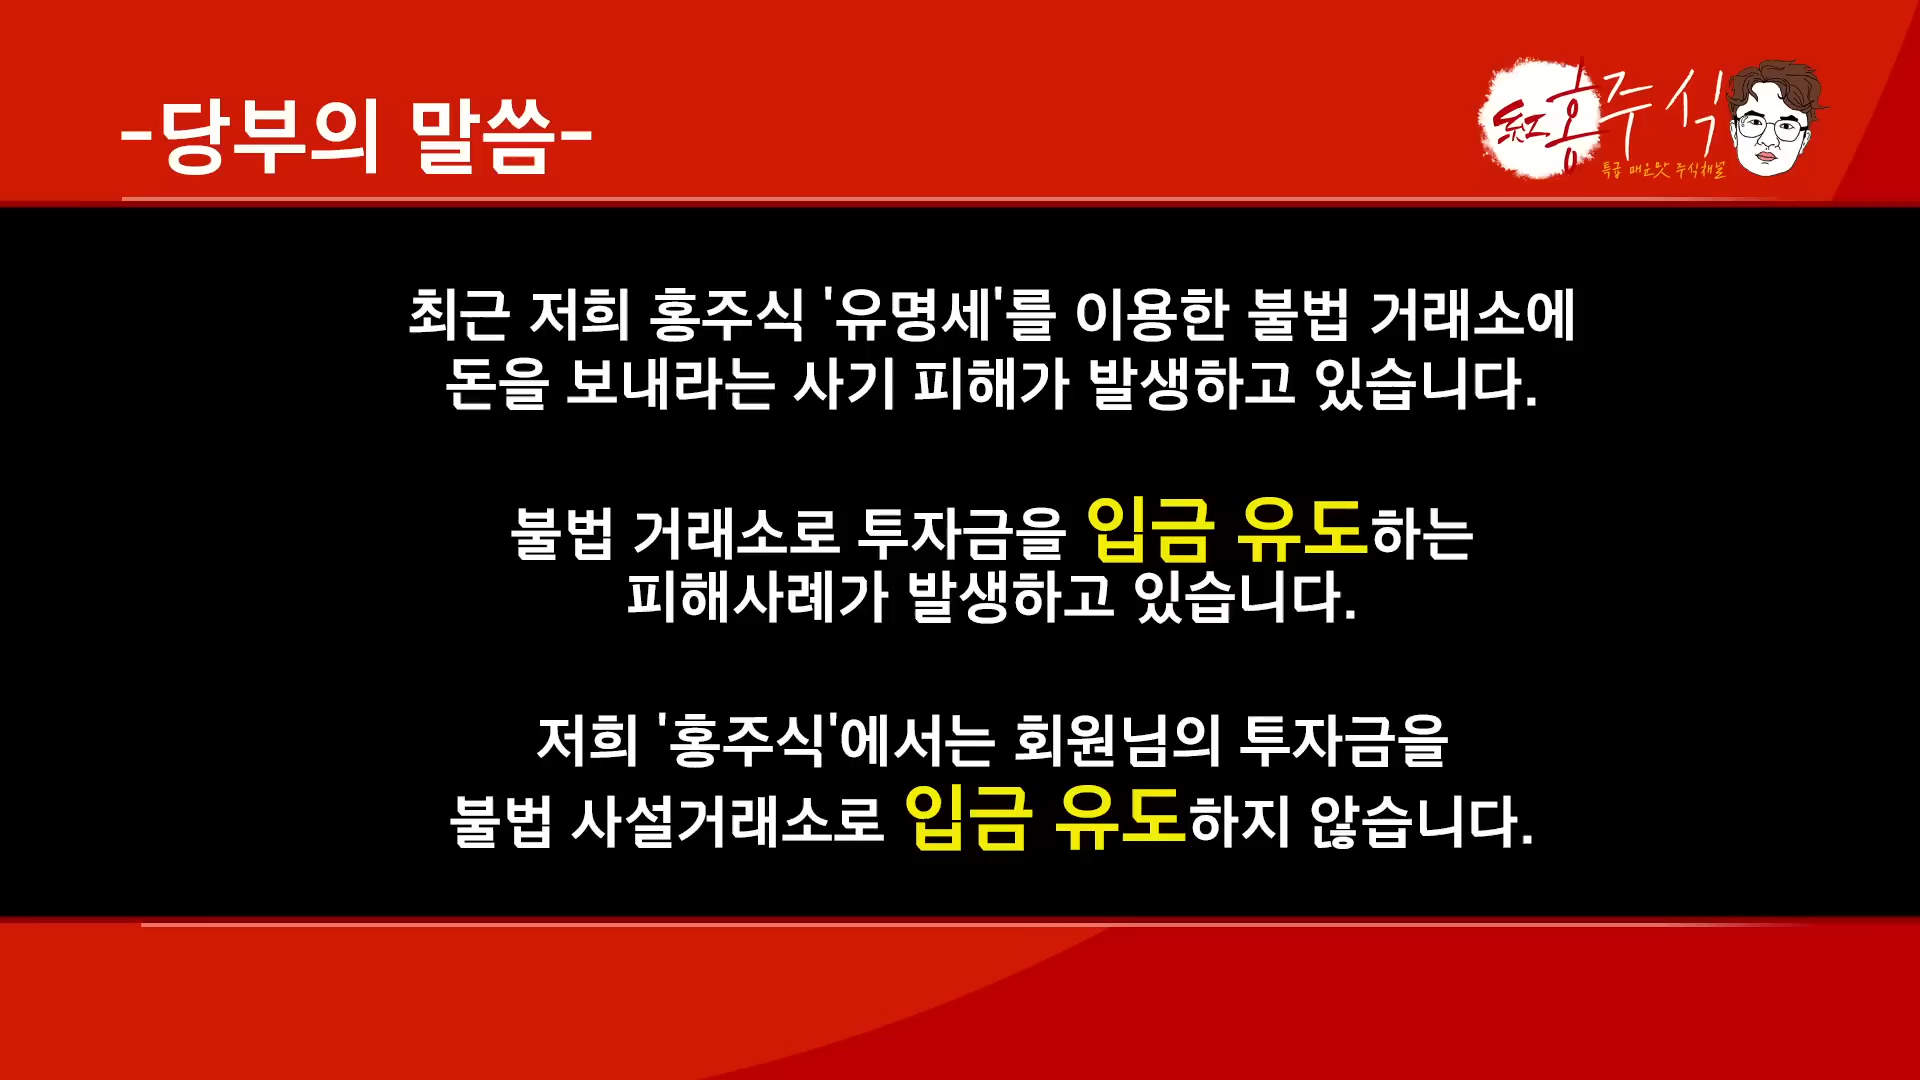 -당부의 말씀-
紅홍주식
특급 매운맛 주식채널
최근 저희 홍주식 '유명세'를 이용한 불법 거래소에
돈을 보내라는 사기 피해가 발생하고 있습니다.
불법 거래소로 투자금을 입금 유도하는
피해사례가 발생하고 있습니다.
저희 '홍주식'에서는 회원님의 투자금을
불법 사설거래소로 입금 유도하지 않습니다.